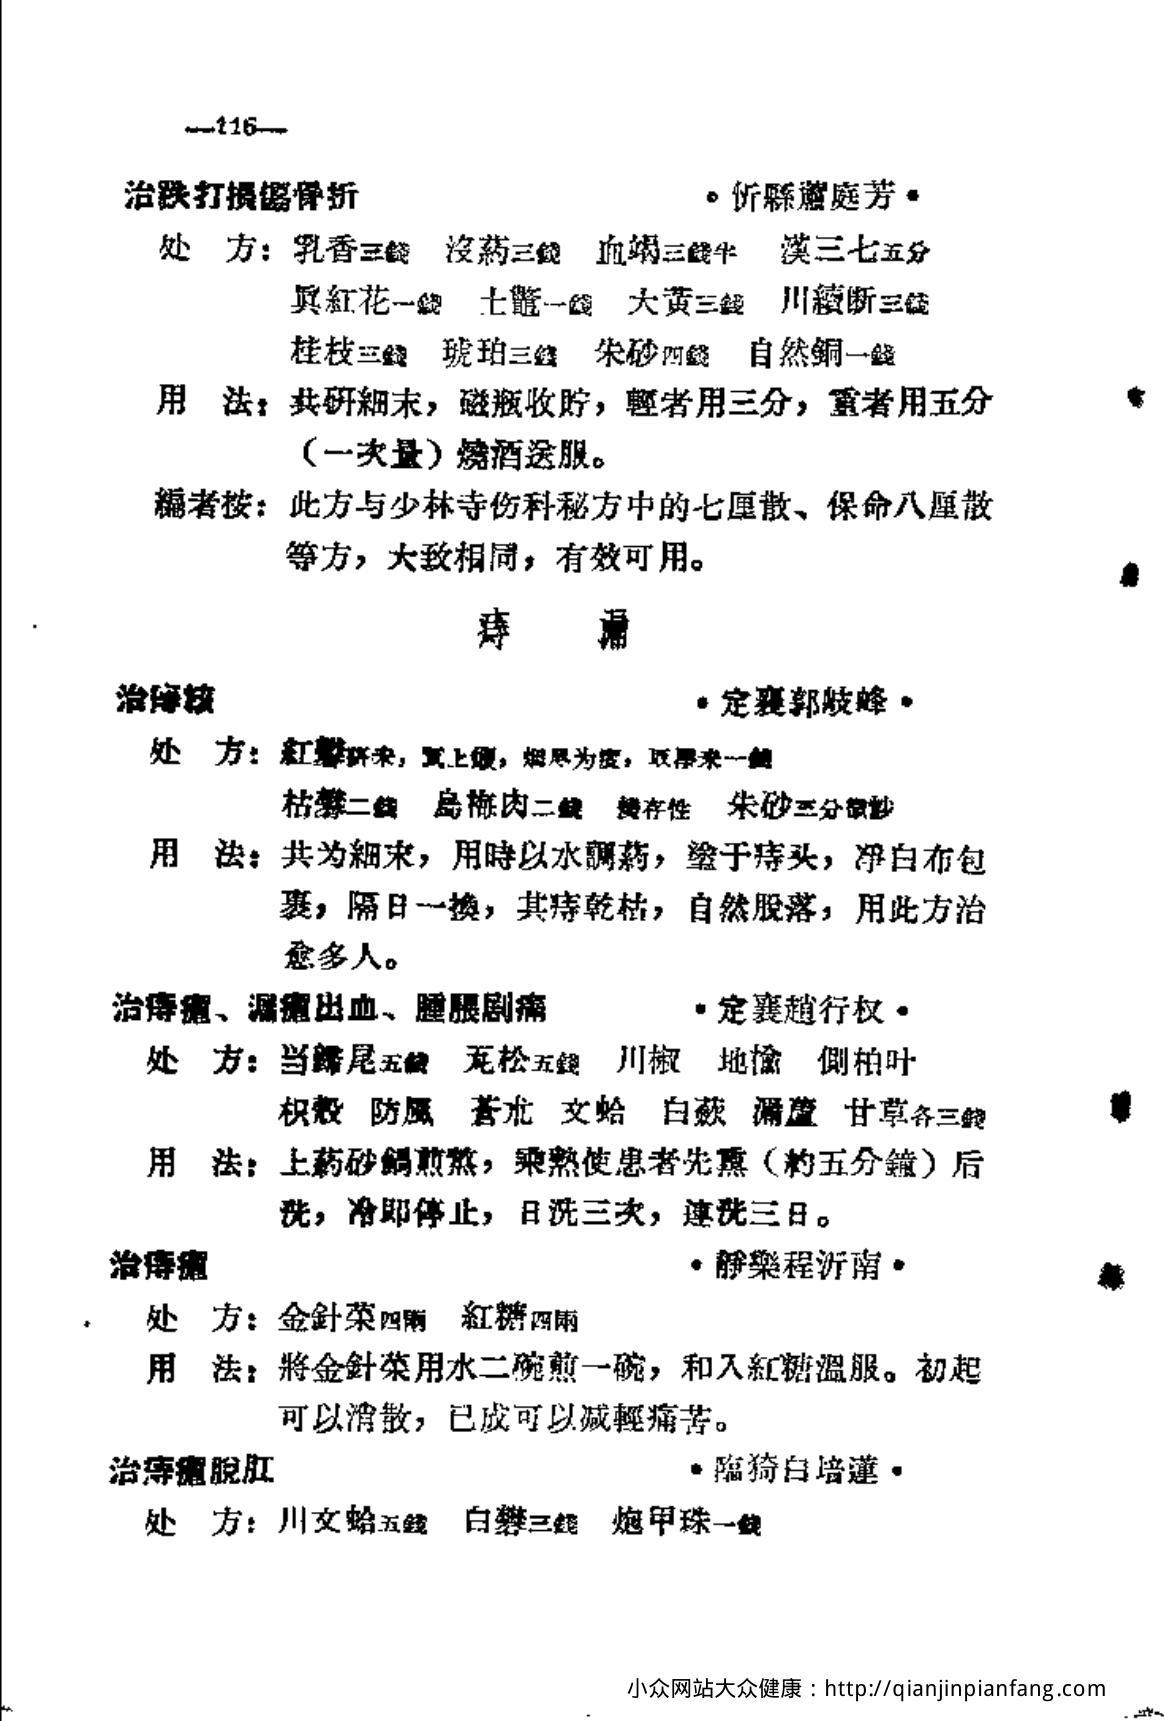 —116—
治跌打損傷骨折 •忻縣蕭庭芳•
处 方：乳香三錢 沒葯三錢 血竭三錢半 漢三七五分
眞紅花一錢 土鼈一錢 大黃三錢 川續断三錢
桂枝三錢 琥珀三錢 朱砂四錢 自然銅一錢
用 法：共研細末，磁瓶收貯，輕者用三分，重者用五分
（一次量）燒酒送服。
編者按：此方与少林寺伤科秘方中的七厘散、保命八厘散
等方，大致相同，有效可用。
痔 漏
治痔核 •定襄郭岐峰•
处 方：紅礬研末，置上，烟尽为度，取末一錢
枯礬二錢 烏梅肉二錢 燒存性 朱砂三分微炒
用 法：共为細末，用時以水調葯，塗于痔头，凈白布包
裹，隔日一換，其痔乾枯，自然脫落，用此方治
愈多人。
治痔瘡、漏瘡出血、腫脹剧痛 •定襄趙行权•
处 方：当歸尾五錢 瓦松五錢 川椒 地愉 側柏叶
枳殼 防風 蒼朮 文蛤 白蘞 漏蘆 甘草各三錢
用 法：上葯砂鍋煎熬，乘熱使患者先熏（約五分鐘）后
洗，冷即停止，日洗三次，連洗三日。
治痔瘡 •靜樂程沂南•
处 方：金針菜四兩 紅糖四兩
用 法：將金針菜用水二碗煎一碗，和入紅糖溫服。初起
可以消散，已成可以减輕痛苦。
治痔瘡脫肛 •臨猗白培蓮•
处 方：川文蛤五錢 白礬三錢 炮甲珠一錢
小众网站大众健康：http://qianjinpianfang.com